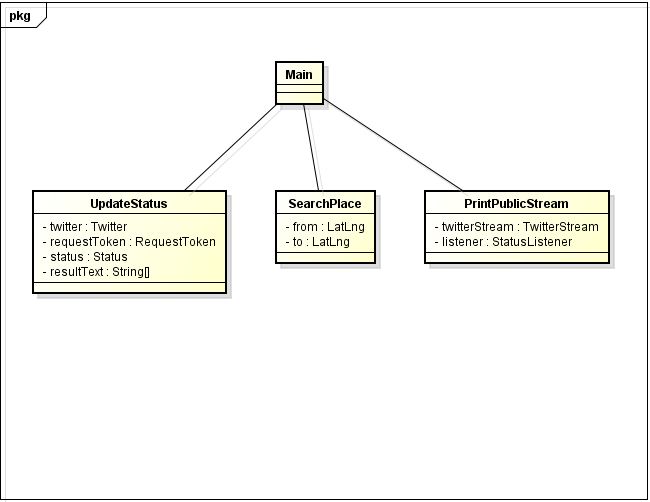 pkg
Main
UpdateStatus
- twitter : Twitter
- requestToken : RequestToken
- status : Status
- resultText : String[]
SearchPlace
- from : LatLng
- to : LatLng
PrintPublicStream
- twitterStream : TwitterStream
- listener : StatusListener